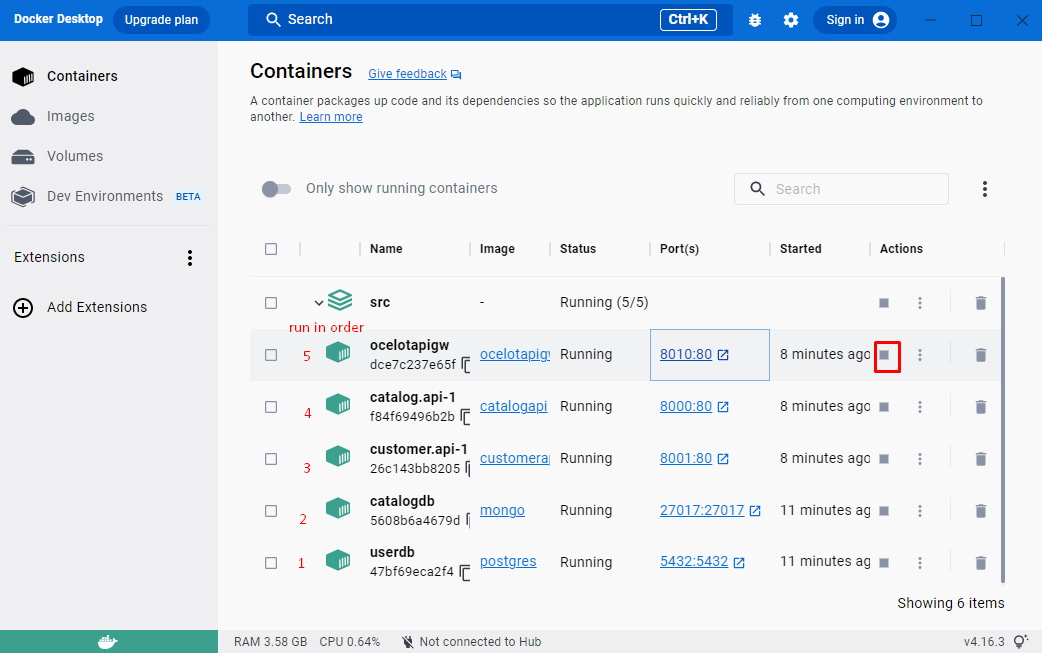 Docker Desktop Upgrade plan Search Ctrl+K Sign in
Containers
Images
Volumes
Dev Environments BETA
Extensions
Add Extensions
Containers Give feedback
A container packages up code and its dependencies so the application runs quickly and reliably from one computing environment to
another. Learn more
Only show running containers Search
Name Image Status Port(s) Started Actions
src - Running (5/5)
run in order
5 ocelotapigw
dce7c237e65f ocelotapigw Running 8010:80 8 minutes ago
4 catalog.api-1
f84f69496b2b catalogapi Running 8000:80 8 minutes ago
3 customer.api-1
26c143bb8205 customerap Running 8001:80 8 minutes ago
2 catalogdb
5608b6a4679d mongo Running 27017:27017 11 minutes ag
1 userdb
47bf69eca2f4 postgres Running 5432:5432 11 minutes ag
Showing 6 items
RAM 3.58 GB CPU 0.64% Not connected to Hub v4.16.3